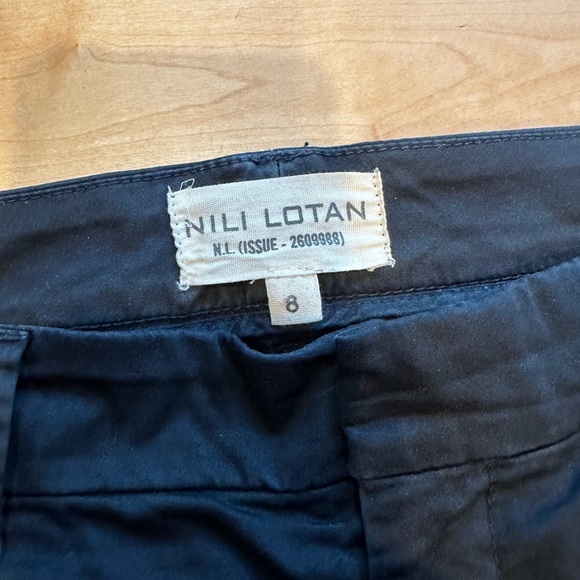 NILI LOTAN
N.L. (ISSUE - 2609988)
8